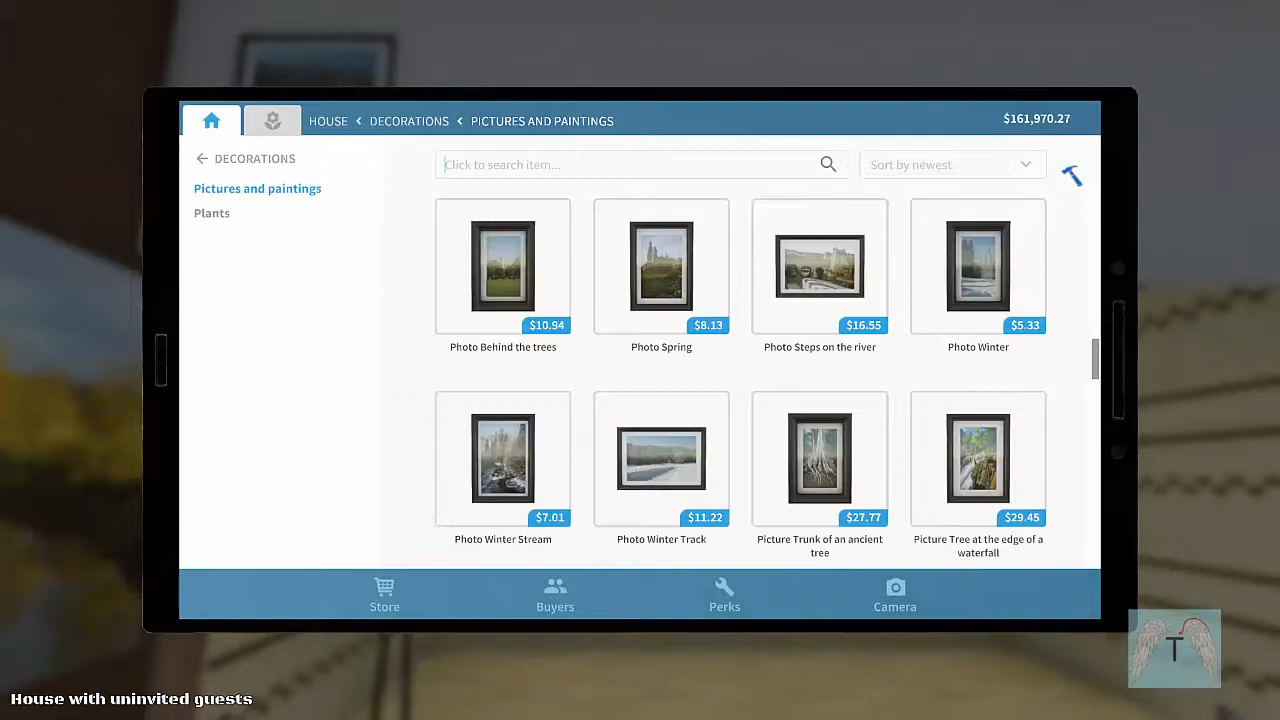 HOUSE < DECORATIONS < PICTURES AND PAINTINGS
$161,970.27
DECORATIONS
Click to search item...
Sort by newest
Pictures and paintings
Plants
$10.94
$8.13
$16.55
$5.33
Photo Behind the trees
Photo Spring
Photo Steps on the river
Photo Winter
$7.01
$11.22
$27.77
$29.45
Photo Winter Stream
Photo Winter Track
Picture Trunk of an ancient
tree
Picture Tree at the edge of a
waterfall
Store
Buyers
Perks
Camera
T
House with uninvited guests